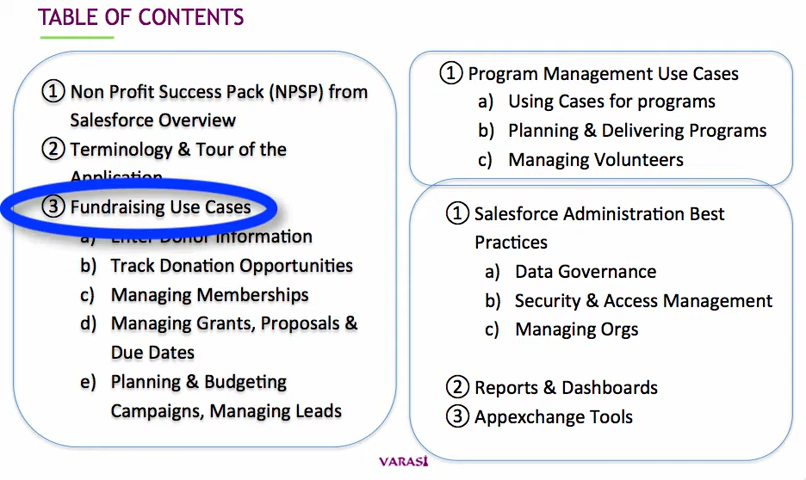 TABLE OF CONTENTS
① Non Profit Success Pack (NPSP) from
Salesforce Overview
② Terminology & Tour of the
Application
③ Fundraising Use Cases
a) Enter Donor Information
b) Track Donation Opportunities
c) Managing Memberships
d) Managing Grants, Proposals &
Due Dates
e) Planning & Budgeting
Campaigns, Managing Leads
① Program Management Use Cases
a) Using Cases for programs
b) Planning & Delivering Programs
c) Managing Volunteers
① Salesforce Administration Best
Practices
a) Data Governance
b) Security & Access Management
c) Managing Orgs
② Reports & Dashboards
③ Appexchange Tools
VARASI